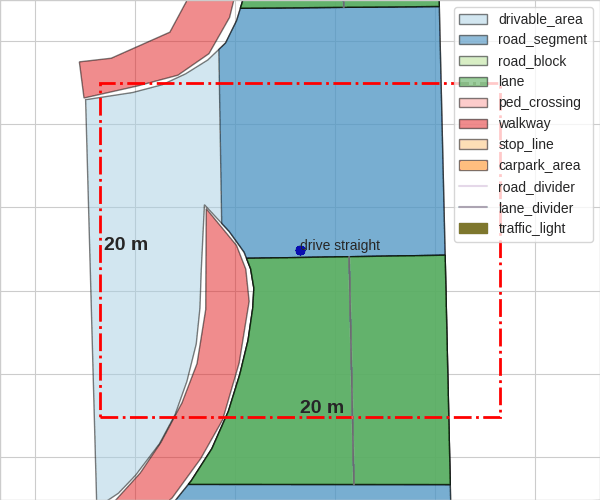 drivable_area
road_segment
road_block
lane
ped_crossing
walkway
stop_line
carpark_area
road_divider
lane_divider
traffic_light
20 m
drive straight
20 m